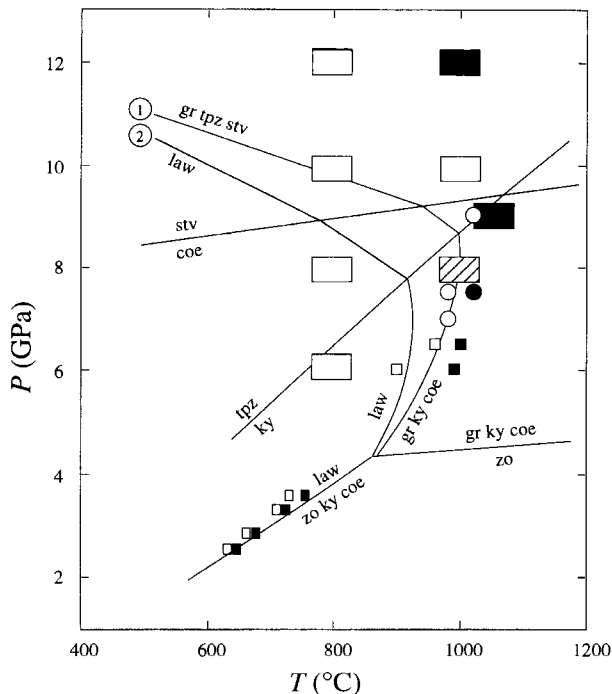 12
10
8
6
4
2
P (GPa)
1
2
gr tpz stv
law
stv
coe
tpz
ky
law
gr ky coe
law
zo ky coe
gr ky coe
zo
400
600
800
1000
1200
T (°C)